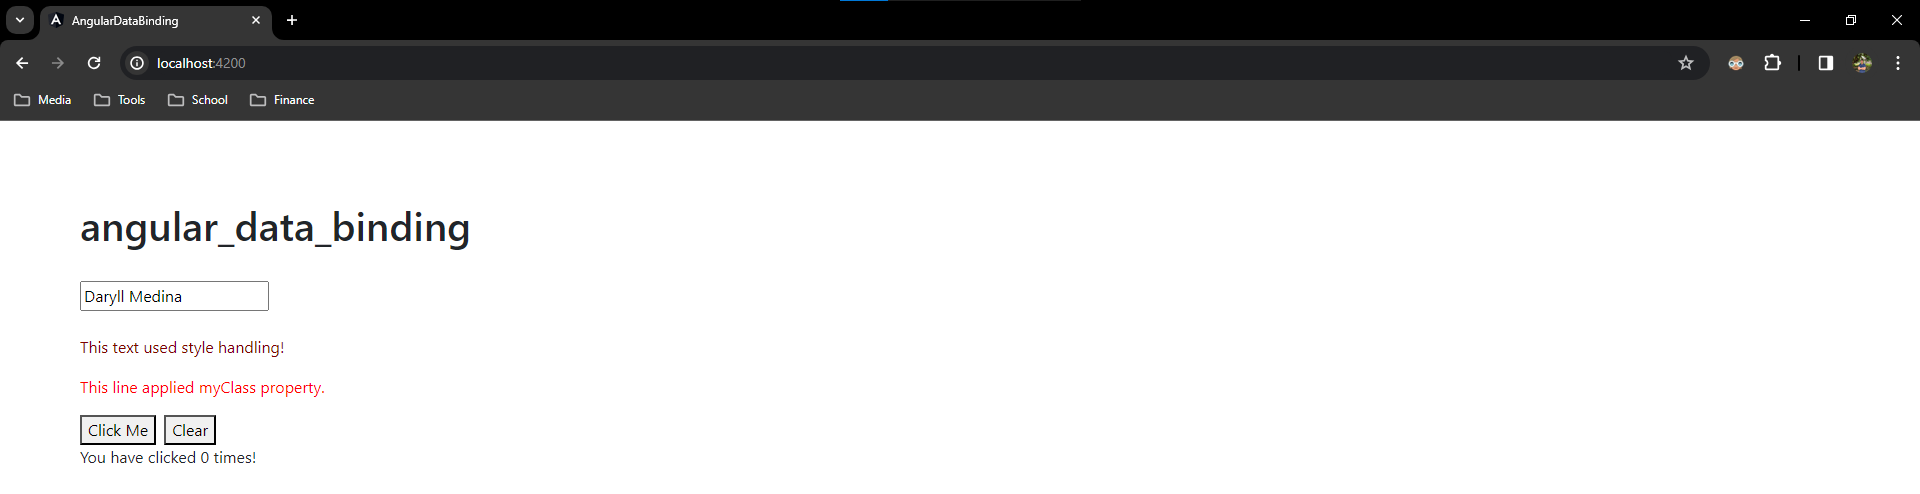 AngularDataBinding
localhost:4200
Media Tools School Finance
angular_data_binding
Daryll Medina
This text used style handling!
This line applied myClass property.
Click Me Clear
You have clicked 0 times!